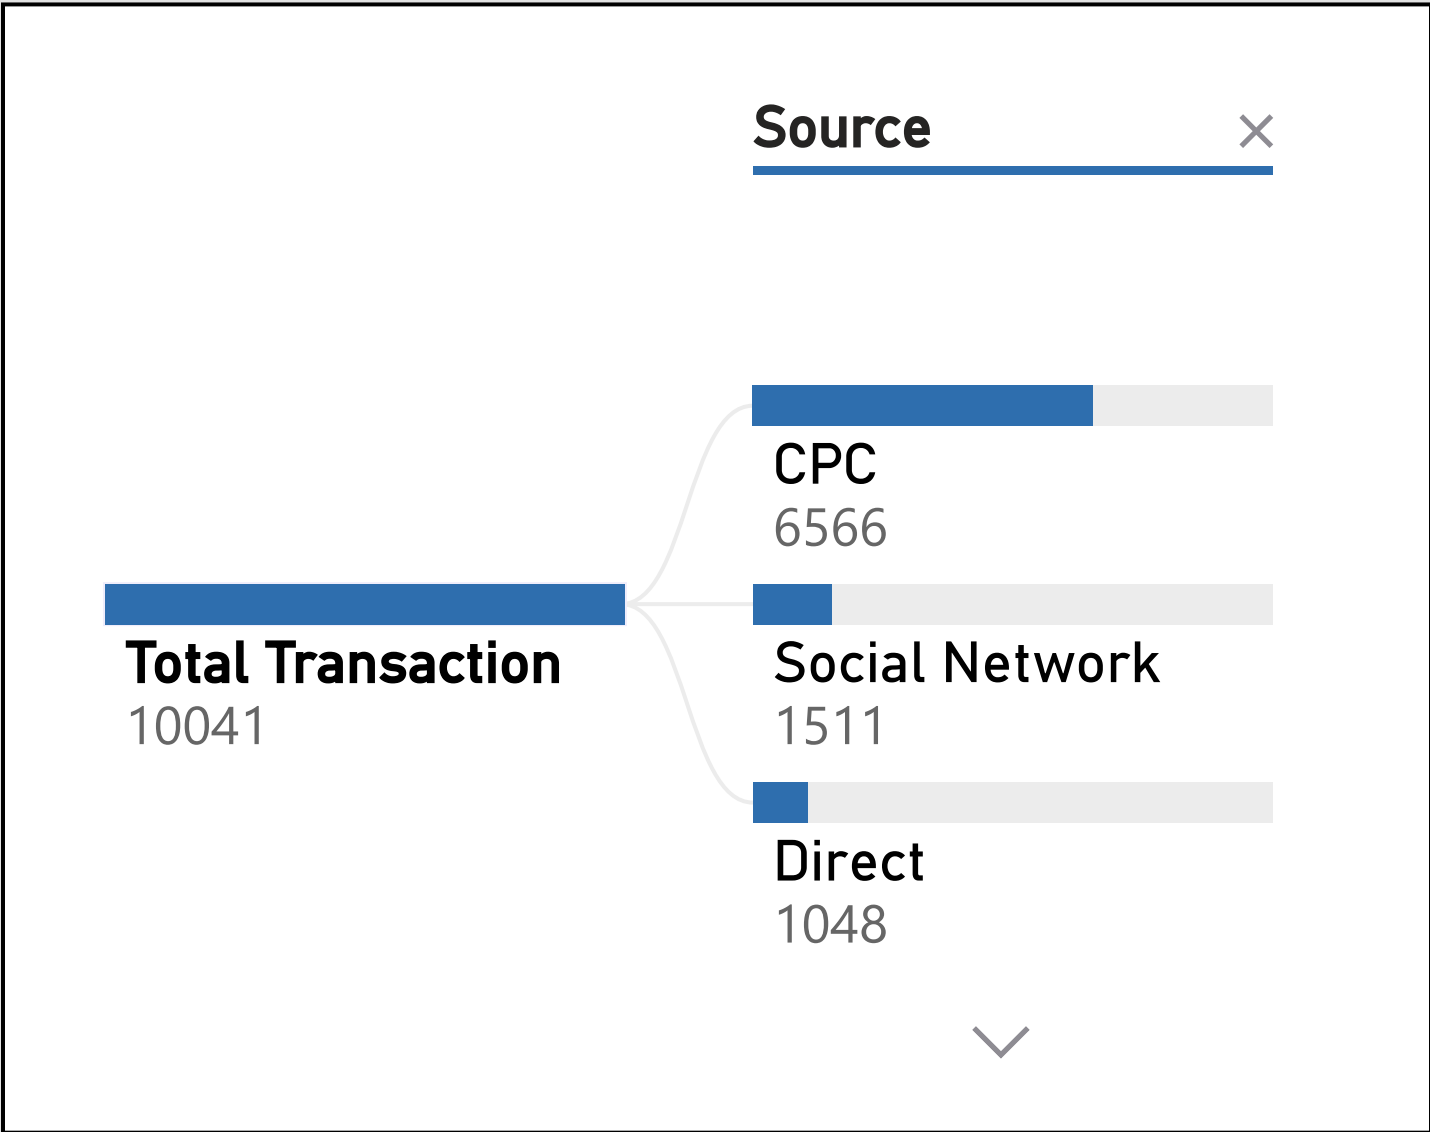 Source
CPC
6566
Total Transaction
10041
Social Network
1511
Direct
1048